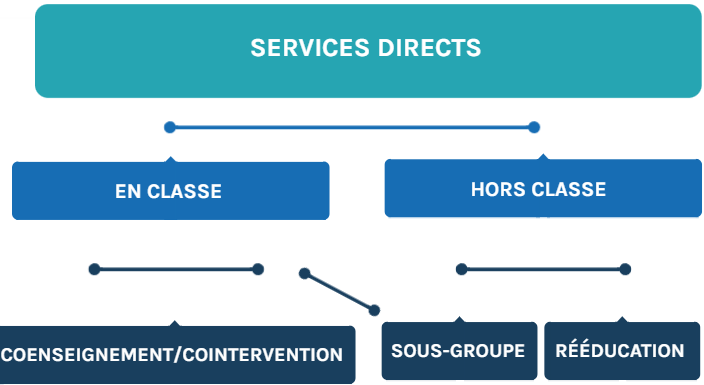 SERVICES DIRECTS
EN CLASSE
HORS CLASSE
COENSEIGNEMENT/COINTERVENTION
SOUS-GROUPE
RÉÉDUCATION